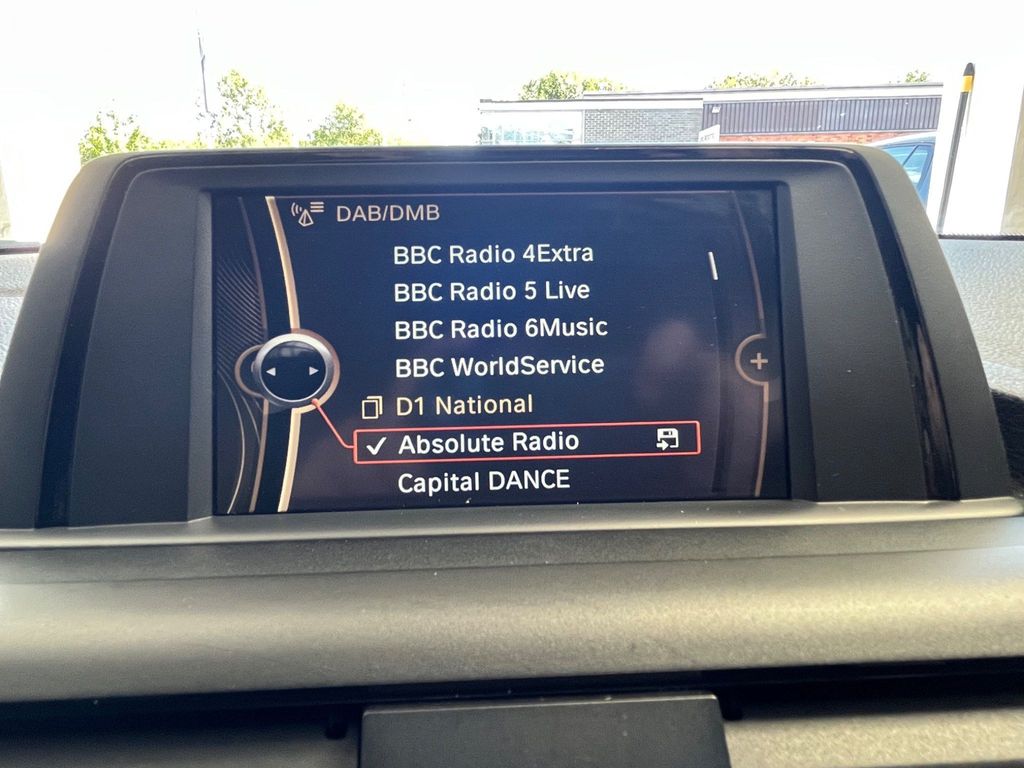 DAB/DMB
BBC Radio 4Extra
BBC Radio 5 Live
BBC Radio 6Music
BBC WorldService
D1 National
Absolute Radio
Capital DANCE